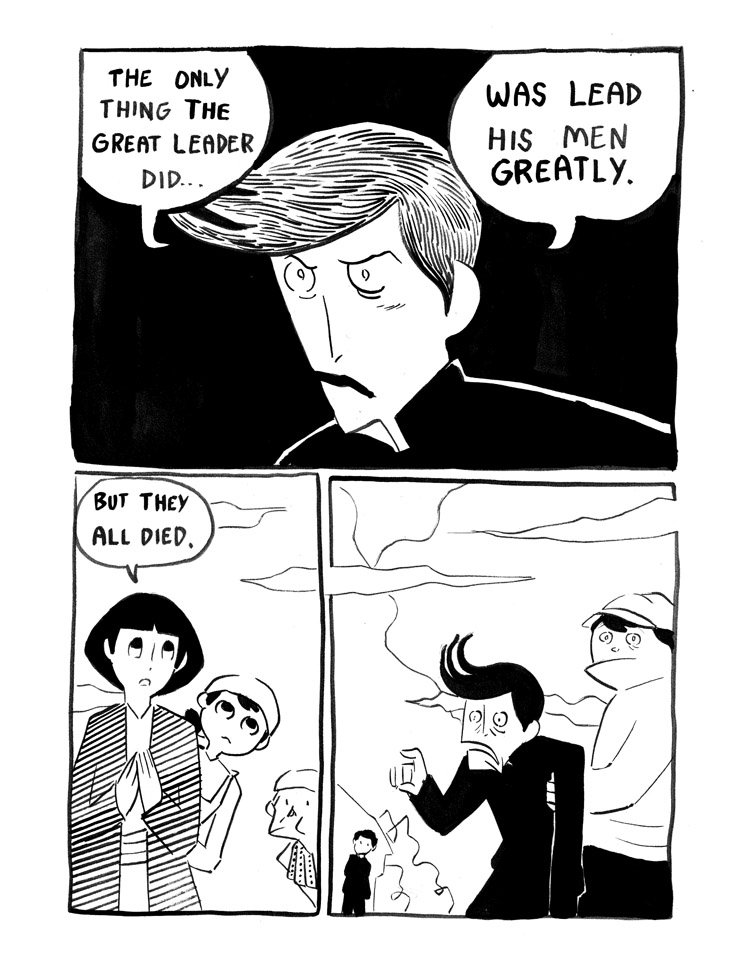 THE ONLY
THING THE
GREAT LEADER
DID...
WAS LEAD
HIS MEN
GREATLY.
BUT THEY
ALL DIED.